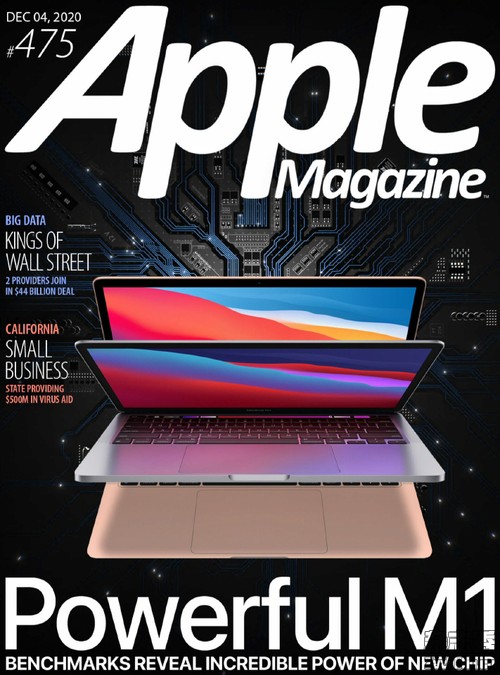 DEC 04, 2020
#475
Apple
Magazine
BIG DATA
KINGS OF
WALL STREET
2 PROVIDERS JOIN
IN $44 BILLION DEAL
CALIFORNIA
SMALL
BUSINESS
STATE PROVIDING
$500M IN VIRUS AID
Powerful M1
BENCHMARKS REVEAL INCREDIBLE POWER OF NEW CHIP